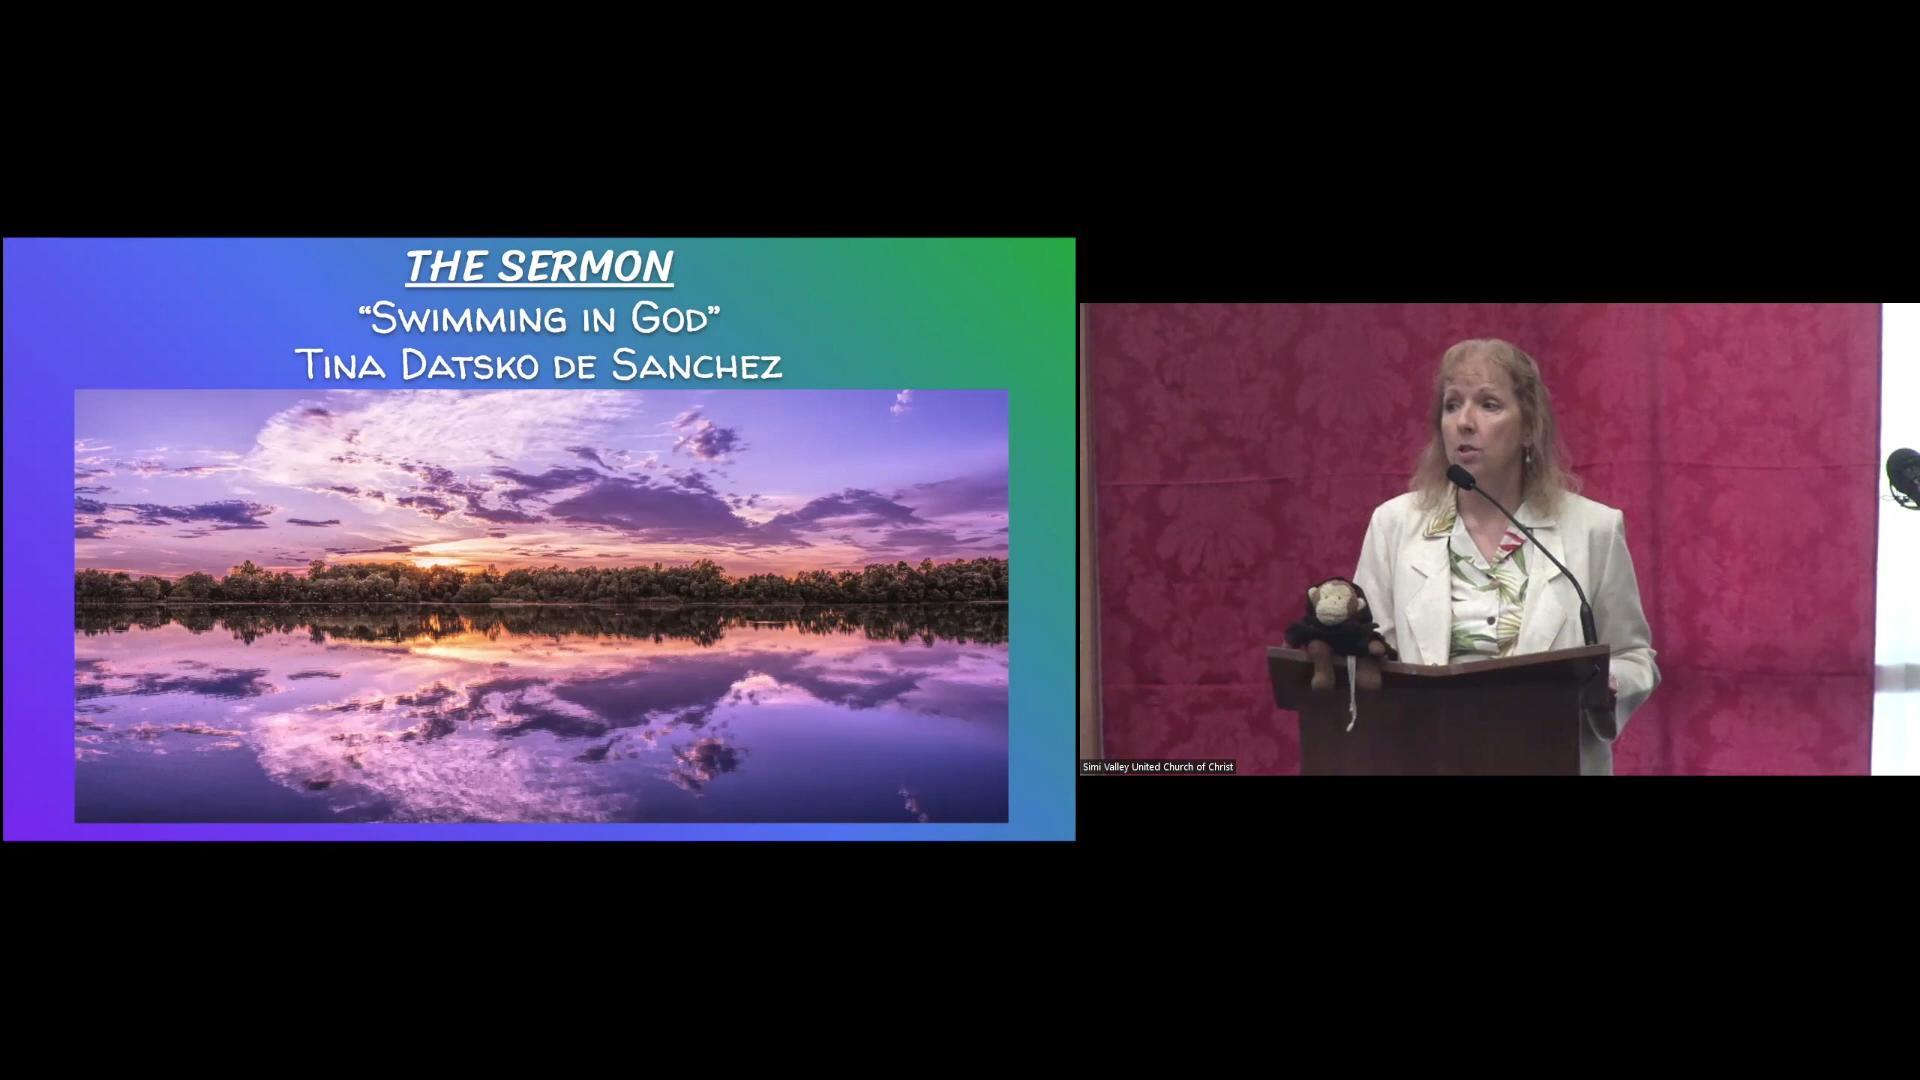 THE SERMON
“Swimming in God”
Tina Datsko de Sanchez
Simi Valley United Church of Christ